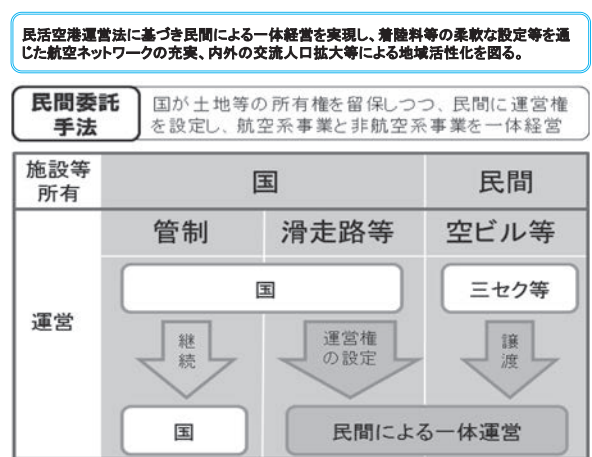 民活空港運営法に基づき民間による一体経営を実現し、着陸料等の柔軟な設定等を通
じた航空ネットワークの充実、内外の交流人口拡大等による地域活性化を図る。
民間委託
手法
国が土地等の所有権を留保しつつ、民間に運営権
を設定し、航空系事業と非航空系事業を一体経営
施設等
所有
国
民間
管制
滑走路等
空ビル等
運営
国
三セク等
継
続
運営権
の設定
譲
渡
国
民間による一体運営